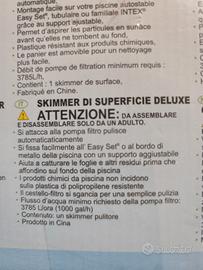 • Montage facile sur votre piscine autostable
Easy Set®, tubulaire ou familiale INTEX®
grâce au support ajustable.
• Permet d'aspirer les particules en surface
avant qu'elles ne tombent au fond.
• Plastique résistant aux produits chimiques.
• Le panier est amovible pour un nettoyage
plus facile.
• Débit de pompe de filtration minimum requis :
3785L/h.
• Contenu : 1 skimmer de surface.
• Fabriqué en Chine.
IT SKIMMER DI SUPERFICIE DELUXE
ATTENZIONE: DA ASSEMBLARE
E DISASSEMBLARE SOLO DA UN ADULTO.
• Si attacca alla pompa filtro pulisce
automaticamente
• Si fissa facilmente all' Easy ® o al bordo di
metallo della piscina con un supporto aggiustabile
• Aiuta a catturare le foglie e altri residui prima che
affondino sul fondo della piscina
• I prodotti chimici da piscina non incidono
sulla plastica di polipropilene resistente
• Il cestello-filtro si sgancia per una semplice pulizia
• Flusso d'acqua minimo richiesto della pompa filtro:
3785 L/ora (1000 gal/h)
• Contenuto: un skimmer pulitore
• Prodotto in Cina
subito